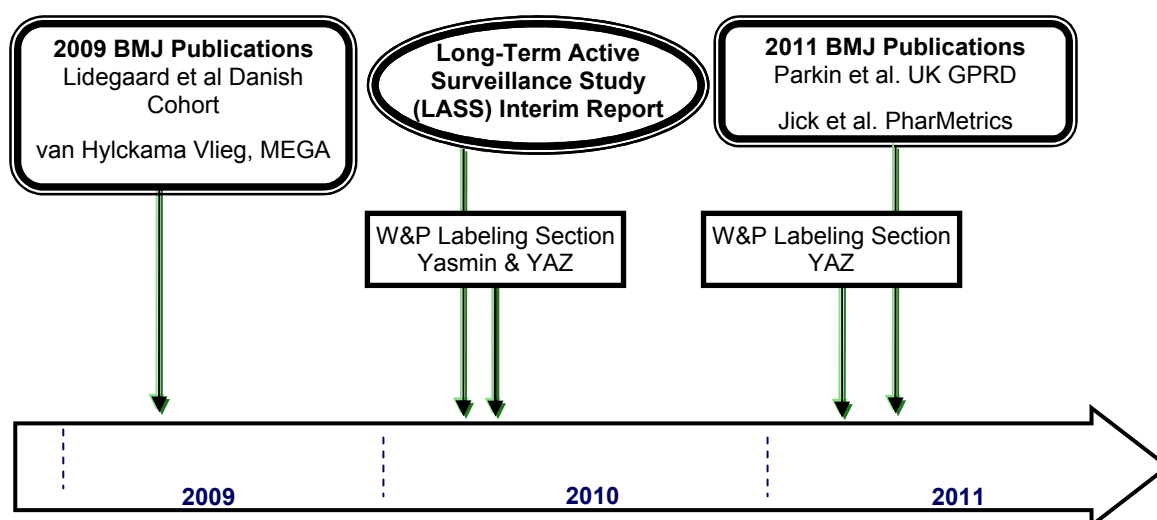 2009 BMJ Publications
Lidegaard et al Danish
Cohort
van Hylckama Vlieg, MEGA
Long-Term Active
Surveillance Study
(LASS) Interim Report
2011 BMJ Publications
Parkin et al. UK GPRD
Jick et al. PharMetrics
W&P Labeling Section
Yasmin & YAZ
W&P Labeling Section
YAZ
2009
2010
2011